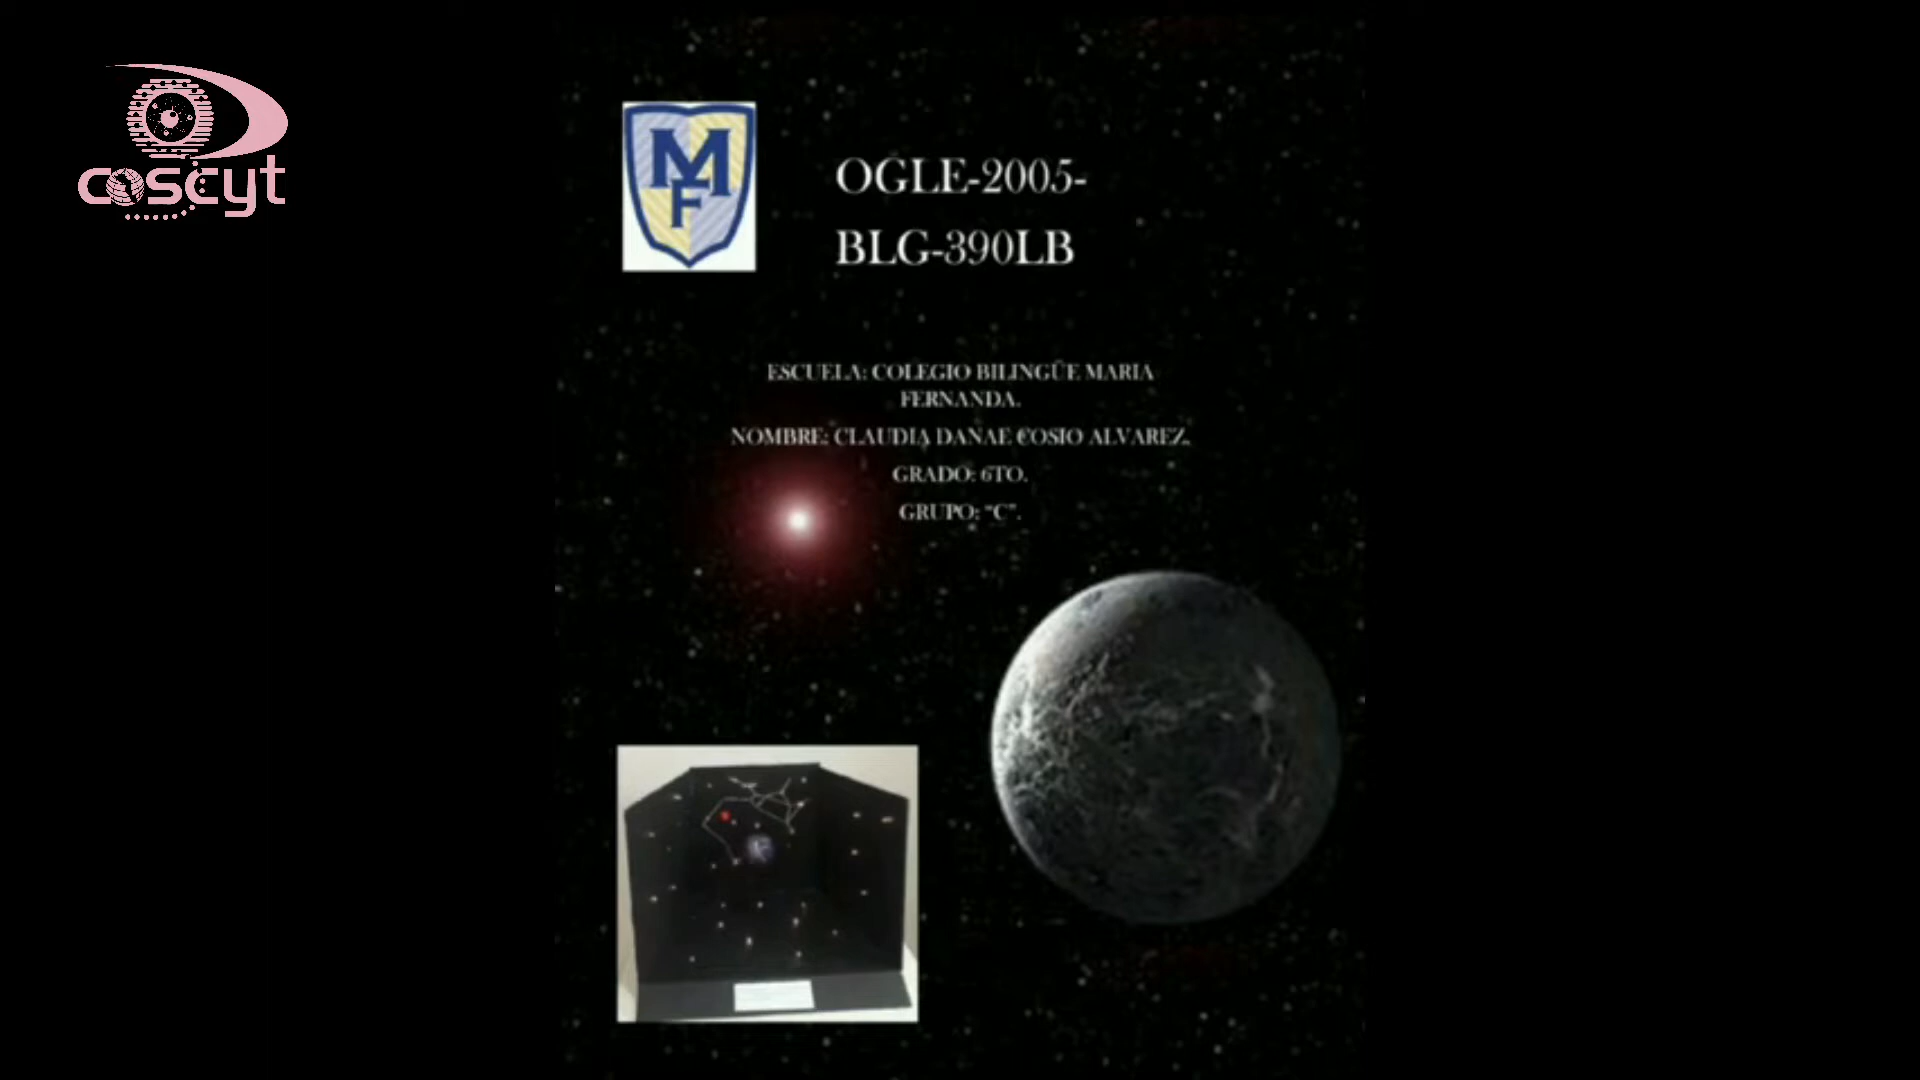 coscyt
MF
OGLE-2005-
BLG-390LB
ESCUELA: COLEGIO BILINGÜE MARIA
FERNANDA.
NOMBRE: CLAUDIA DANAE COSIO ALVAREZ.
GRADO: 6TO.
GRUPO: “C”.